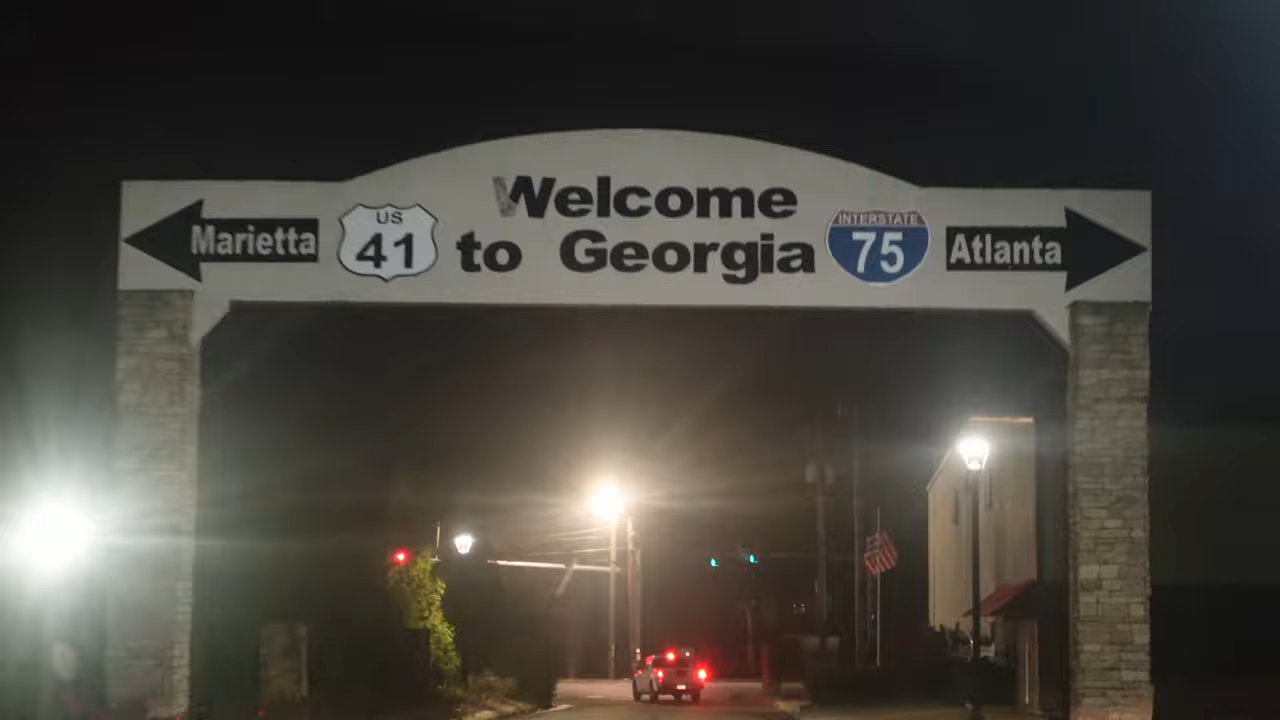 Welcome
to Georgia
Marietta
US
41
INTERSTATE
75
Atlanta